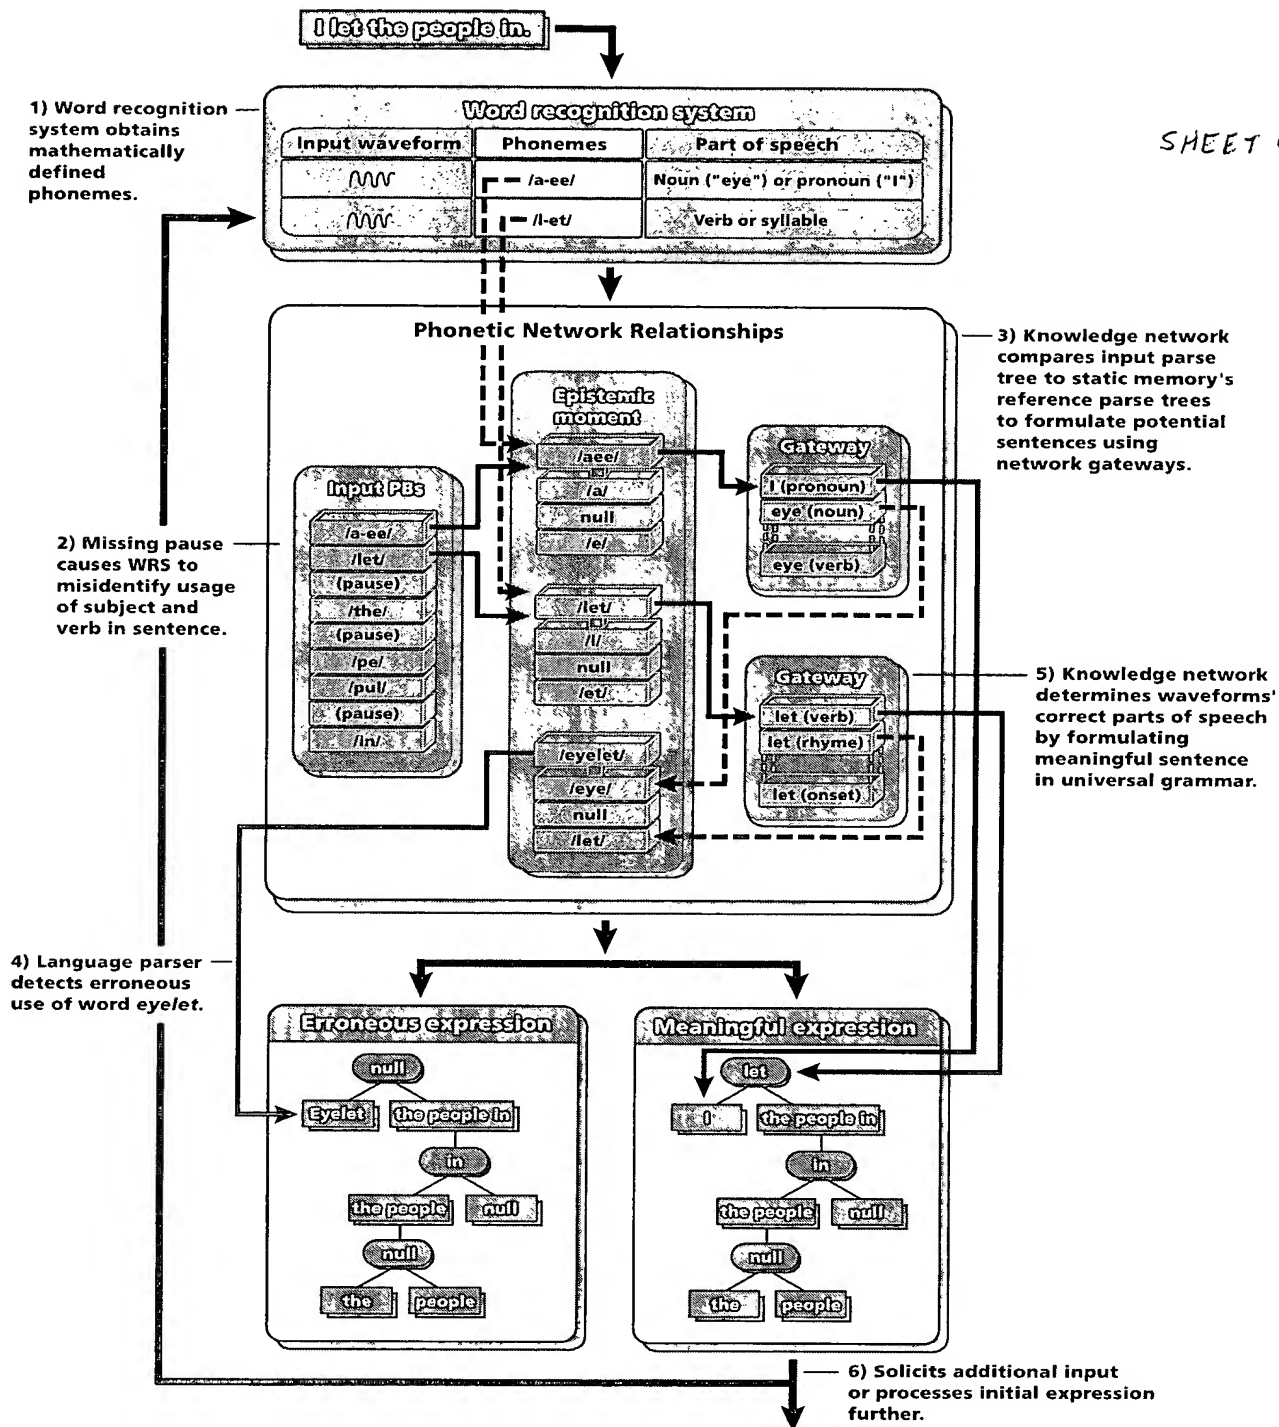 I let the people in.
1) Word recognition
system obtains
mathematically
defined
phonemes.
Word recognition system
Input waveform Phonemes Part of speech
/a-ee/ Noun ("eye") or pronoun ("I")
/l-et/ Verb or syllable
SHEET
Phonetic Network Relationships
3) Knowledge network
compares input parse
tree to static memory's
reference parse trees
to formulate potential
sentences using
network gateways.
2) Missing pause
causes WRS to
misidentify usage
of subject and
verb in sentence.
Input PBs
/a-ee/
/let/
(pause)
/the/
(pause)
/pe/
/pul/
(pause)
/in/
Epistemic
moment
/aee/
/a/
null
/e/
/let/
/l/
null
/et/
/eyelet/
/eye/
null
/let/
Gateway
I (pronoun)
eye (noun)
eye (verb)
Gateway
let (verb)
let (rhyme)
let (onset)
5) Knowledge network
determines waveforms'
correct parts of speech
by formulating
meaningful sentence
in universal grammar.
4) Language parser
detects erroneous
use of word eyelet.
Erroneous expression
null
Eyelet the people in
in
the people null
null
the people
Meaningful expression
let
I the people in
in
the people null
null
the people
6) Solicits additional input
or processes initial expression
further.